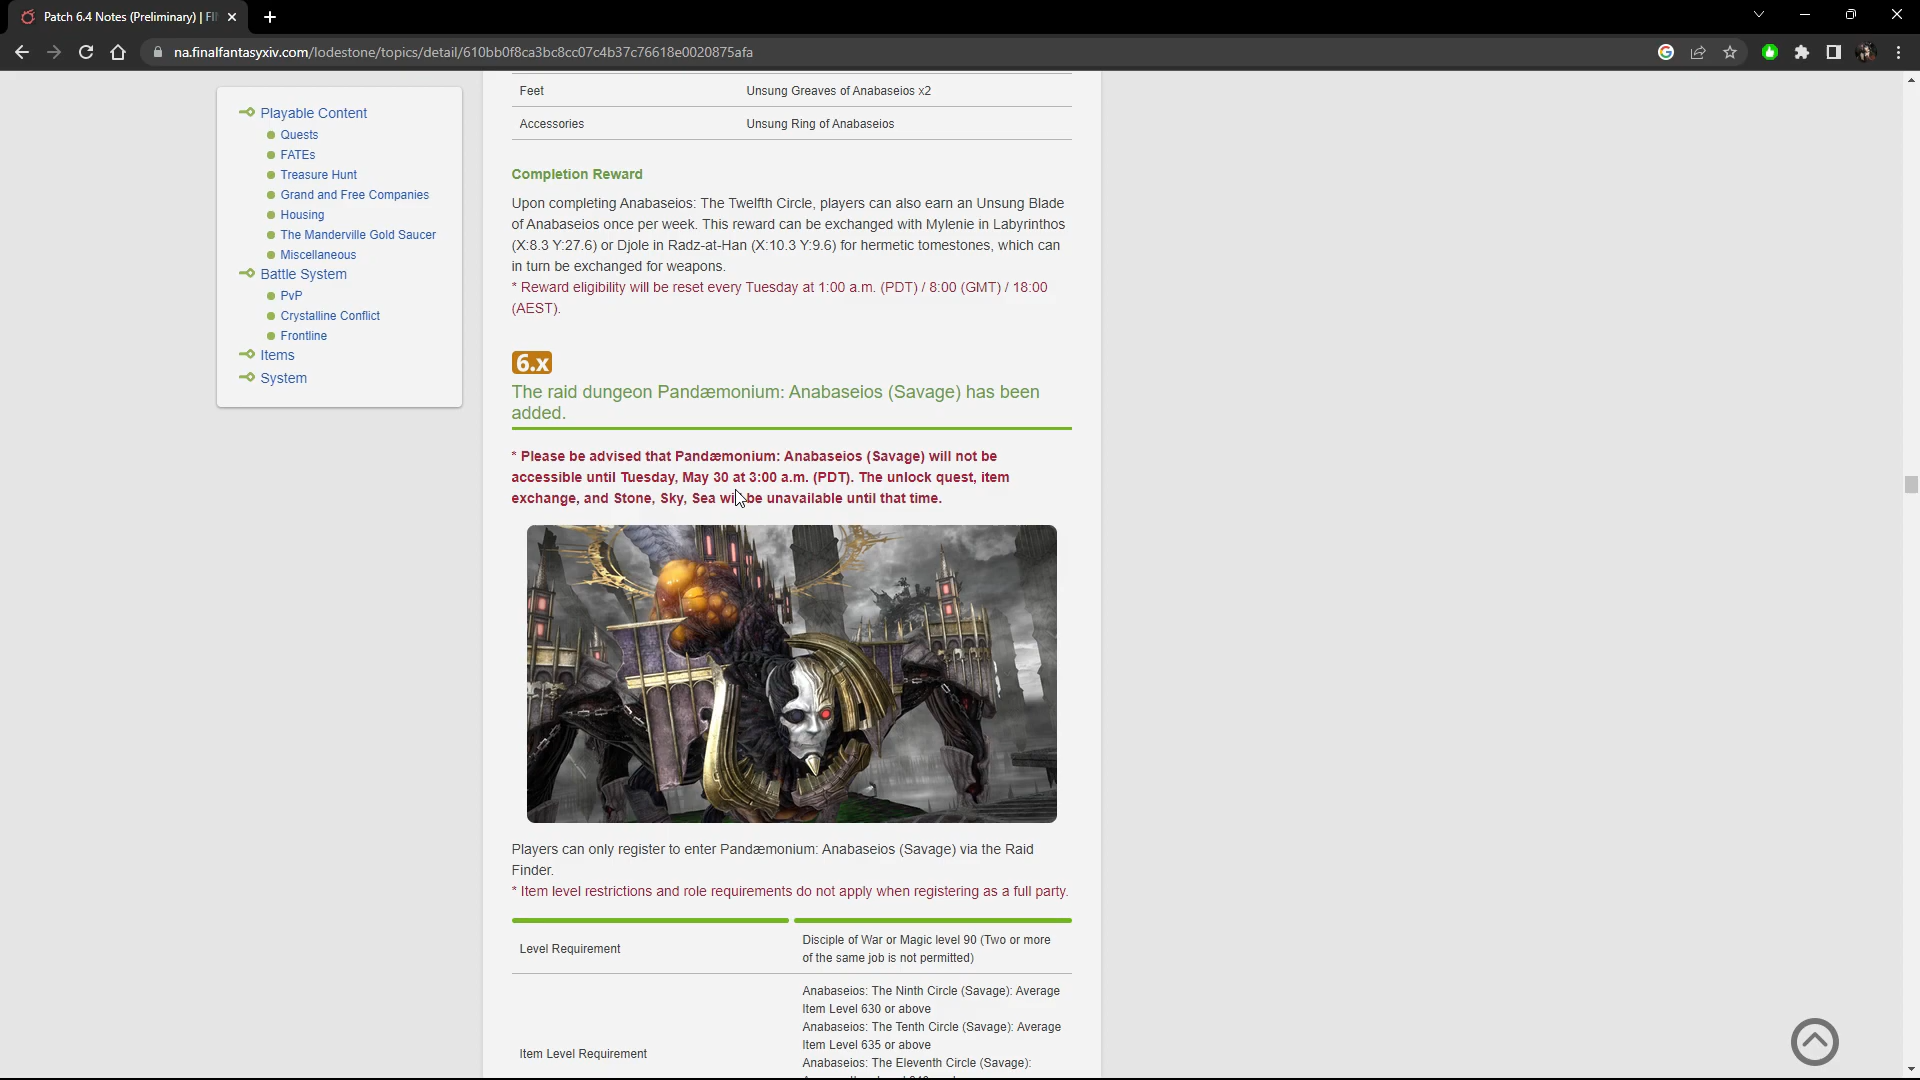 Patch 6.4 Notes (Preliminary) | FI
na.finalfantasyxiv.com/lodestone/topics/detail/610bb0f8ca3bc8cc07c4b37c76618e0020875afa
Playable Content
Quests
FATEs
Treasure Hunt
Grand and Free Companies
Housing
The Manderville Gold Saucer
Miscellaneous
Battle System
PvP
Crystalline Conflict
Frontline
Items
System
Feet Unsung Greaves of Anabaseios x2
Accessories Unsung Ring of Anabaseios
Completion Reward
Upon completing Anabaseios: The Twelfth Circle, players can also earn an Unsung Blade
of Anabaseios once per week. This reward can be exchanged with Mylenie in Labyrinthos
(X:8.3 Y:27.6) or Djole in Radz-at-Han (X:10.3 Y:9.6) for hermetic tomestones, which can
in turn be exchanged for weapons.
* Reward eligibility will be reset every Tuesday at 1:00 a.m. (PDT) / 8:00 (GMT) / 18:00
(AEST).
6.x
The raid dungeon Pandæmonium: Anabaseios (Savage) has been
added.
* Please be advised that Pandæmonium: Anabaseios (Savage) will not be
accessible until Tuesday, May 30 at 3:00 a.m. (PDT). The unlock quest, item
exchange, and Stone, Sky, Sea will be unavailable until that time.
Players can only register to enter Pandæmonium: Anabaseios (Savage) via the Raid
Finder.
* Item level restrictions and role requirements do not apply when registering as a full party.
Level Requirement
Disciple of War or Magic level 90 (Two or more
of the same job is not permitted)
Item Level Requirement
Anabaseios: The Ninth Circle (Savage): Average
Item Level 630 or above
Anabaseios: The Tenth Circle (Savage): Average
Item Level 635 or above
Anabaseios: The Eleventh Circle (Savage):